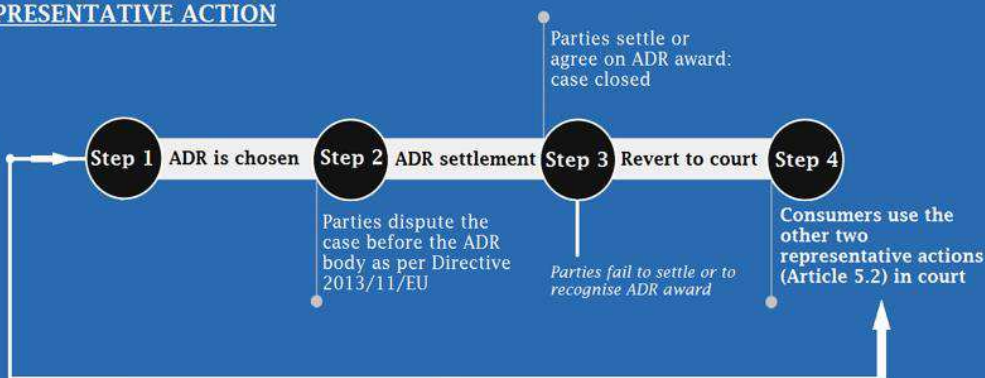 PRESENTATIVE ACTION
Parties settle or
agree on ADR award:
case closed
Step 1 ADR is chosen Step 2 ADR settlement Step 3 Revert to court Step 4
Parties dispute the
case before the ADR
body as per Directive
2013/11/EU
Parties fail to settle or to
recognise ADR award
Consumers use the
other two
representative actions
(Article 5.2) in court